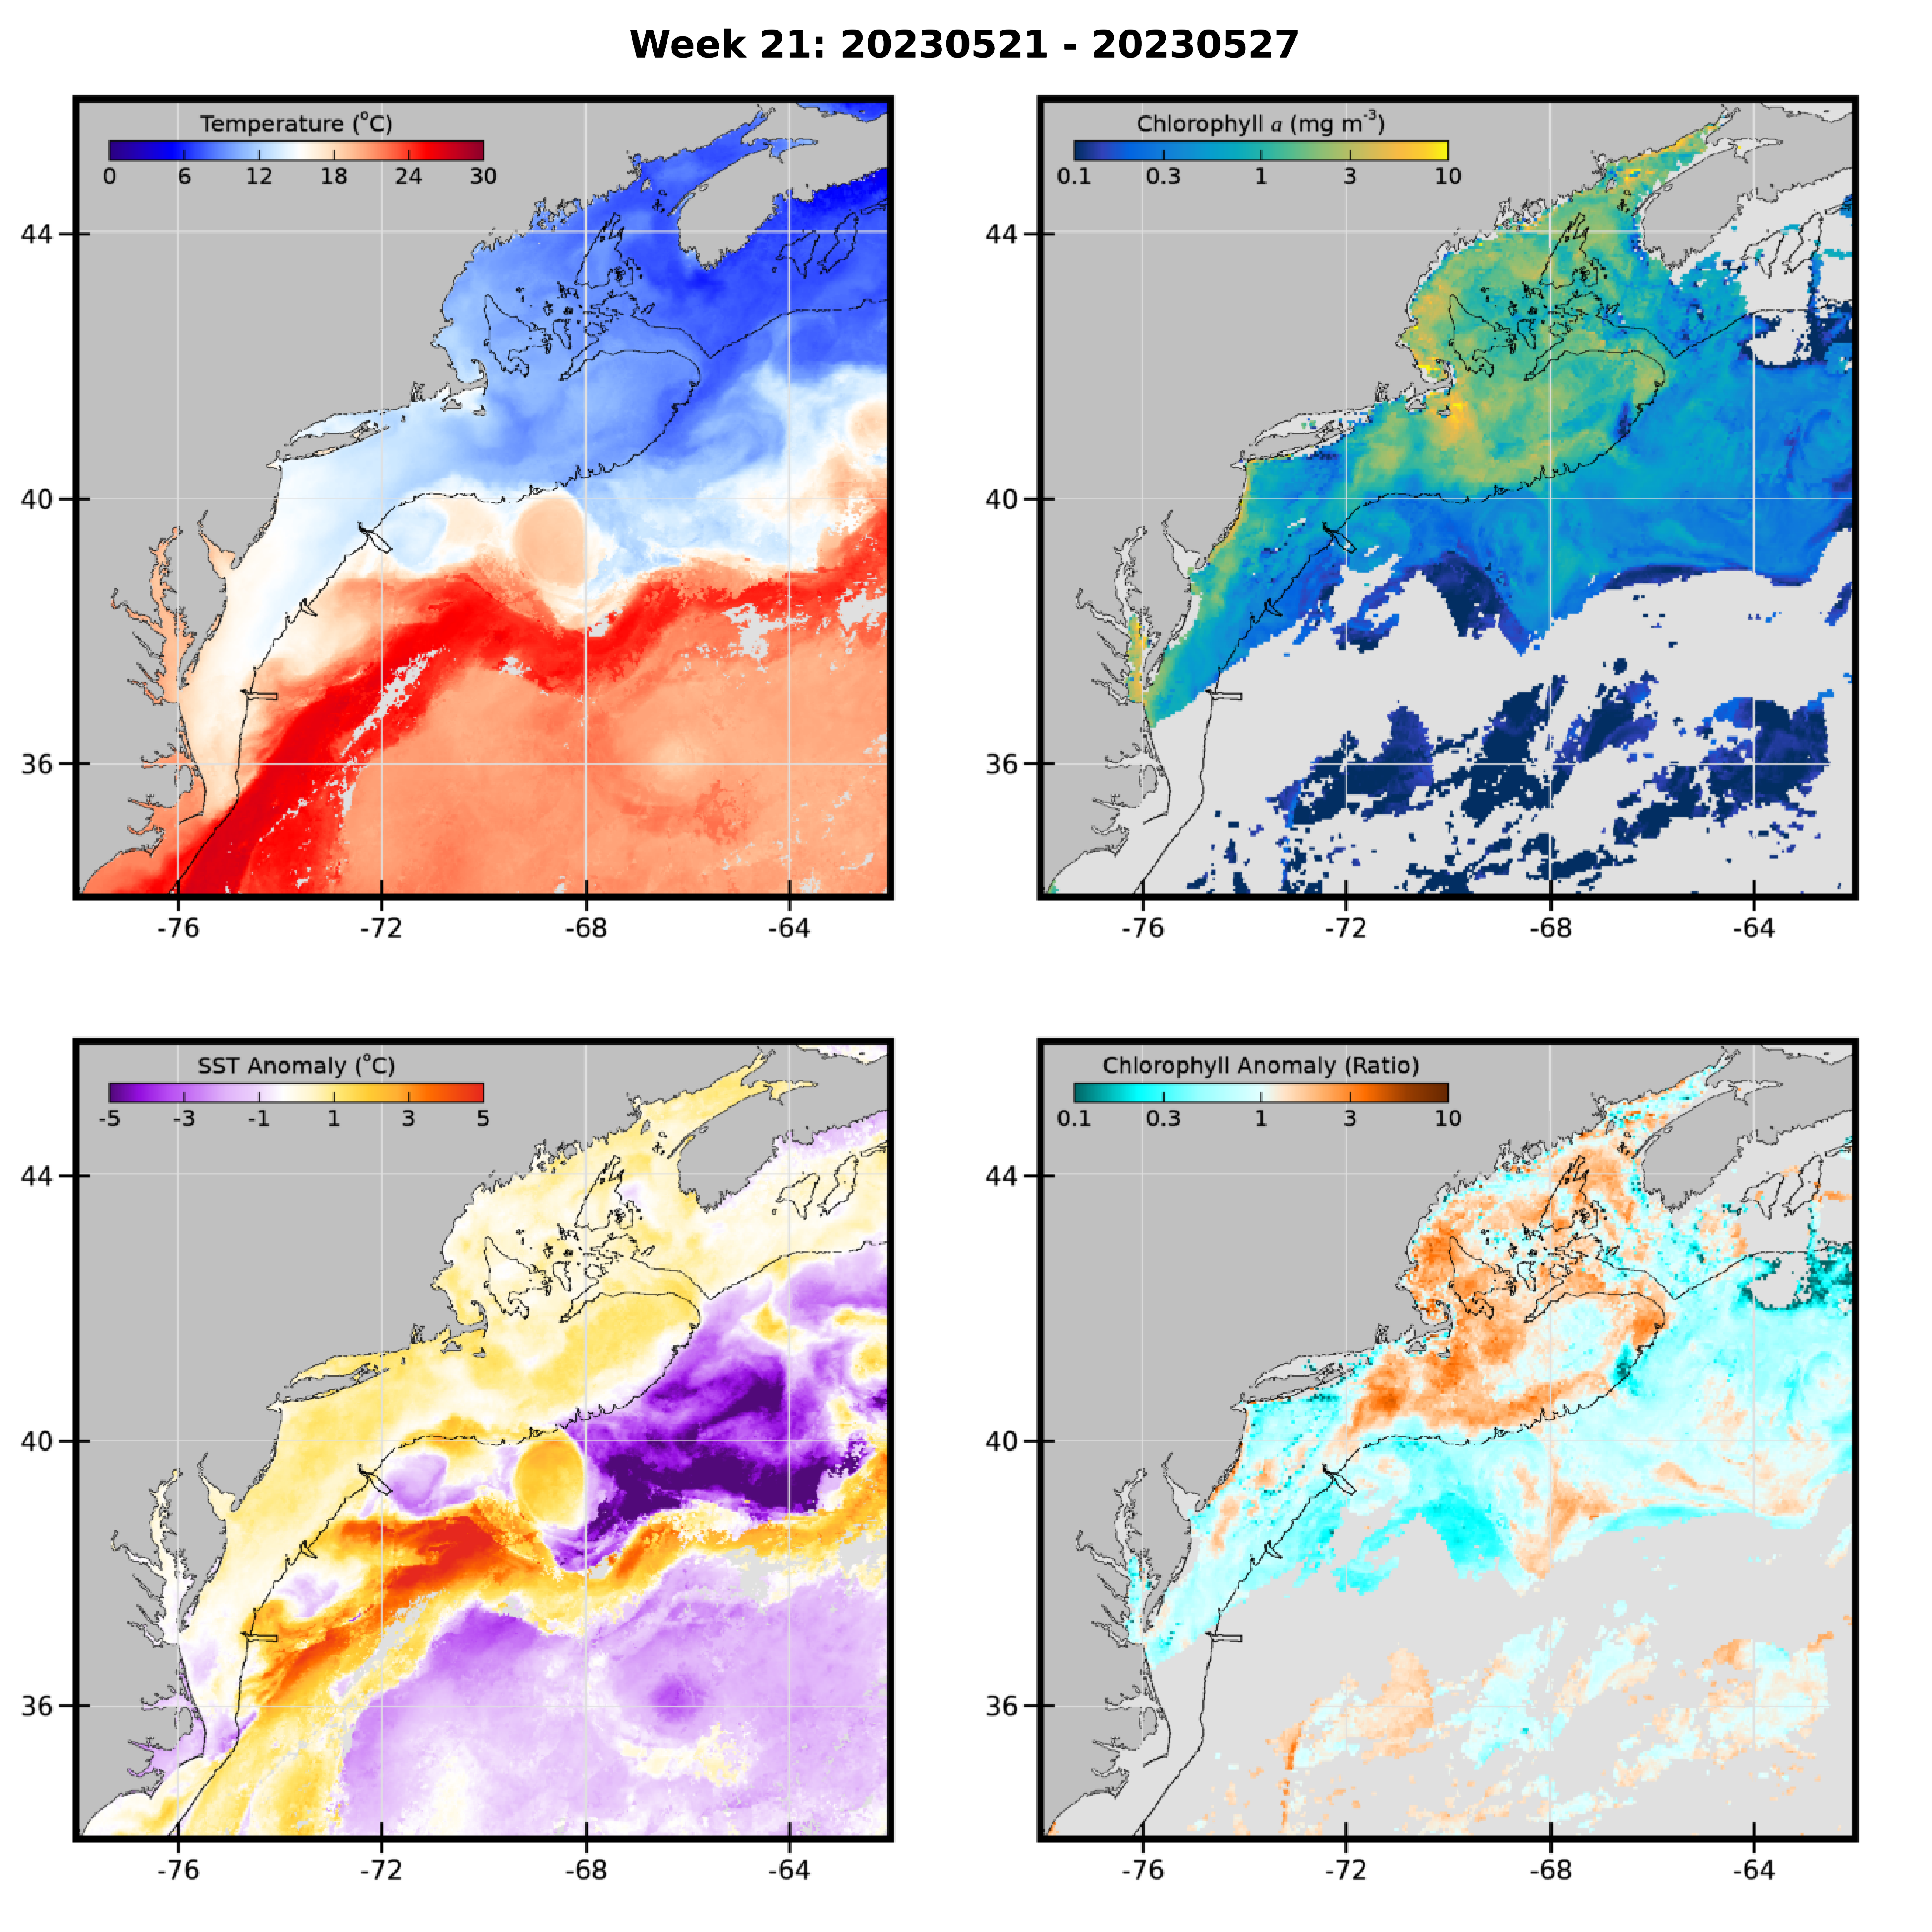 Week 21: 20230521 - 20230527
Temperature (°C)
0 6 12 18 24 30
44
40
36
-76 -72 -68 -64
Chlorophyll a (mg m⁻³)
0.1 0.3 1 3 10
44
40
36
-76 -72 -68 -64
SST Anomaly (°C)
-5 -3 -1 1 3 5
44
40
36
-76 -72 -68 -64
Chlorophyll Anomaly (Ratio)
0.1 0.3 1 3 10
44
40
36
-76 -72 -68 -64